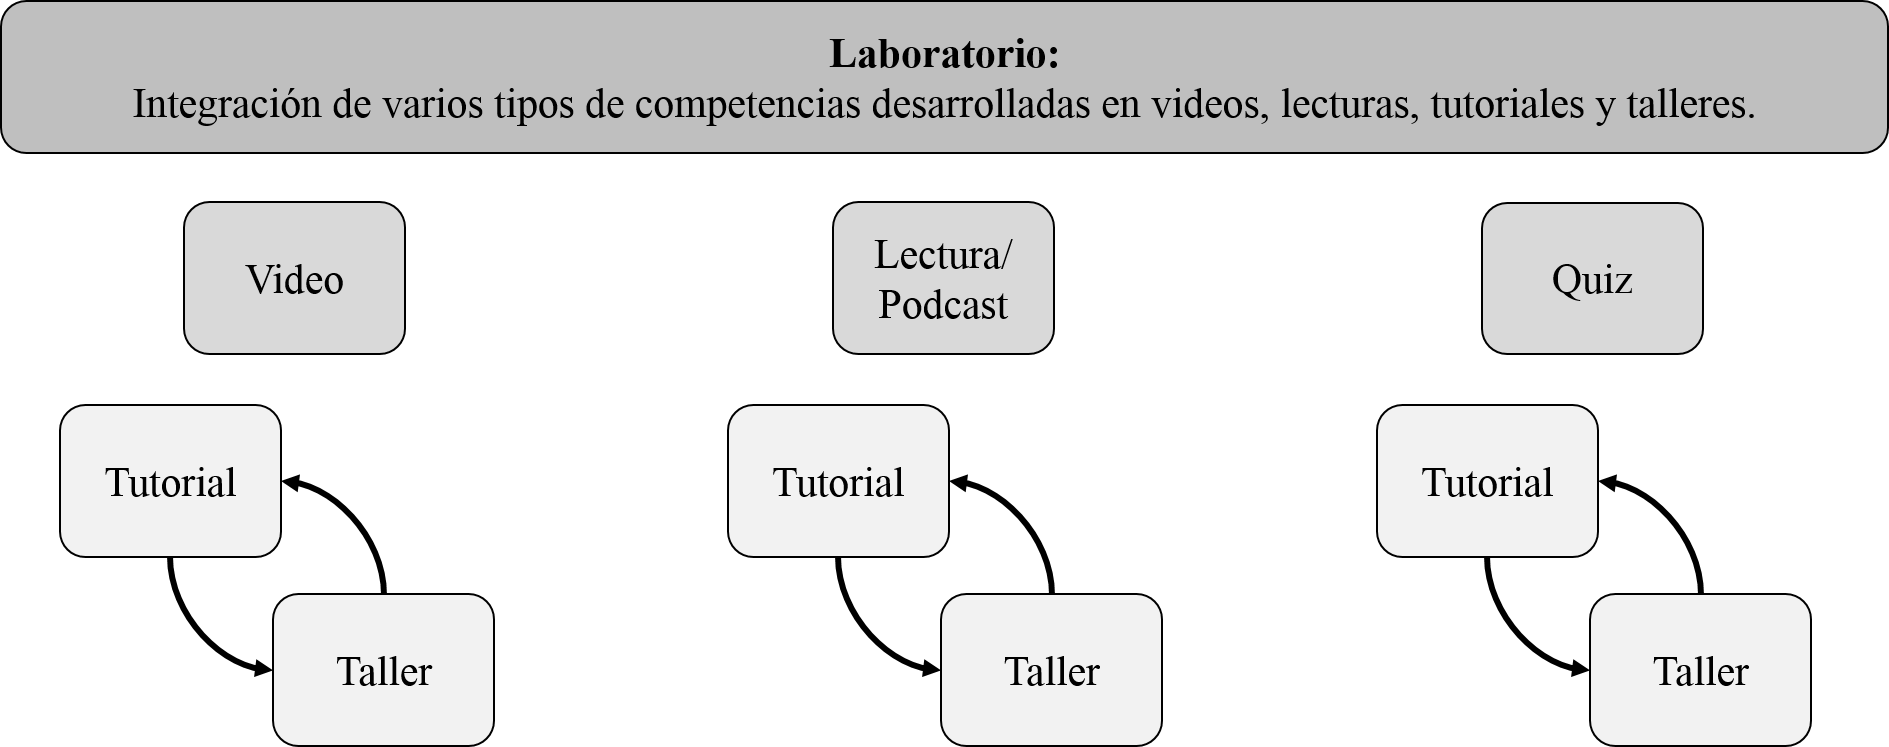 Laboratorio:
Integración de varios tipos de competencias desarrolladas en videos, lecturas, tutoriales y talleres.
Video
Lectura/
Podcast
Quiz
Tutorial
Taller
Tutorial
Taller
Tutorial
Taller